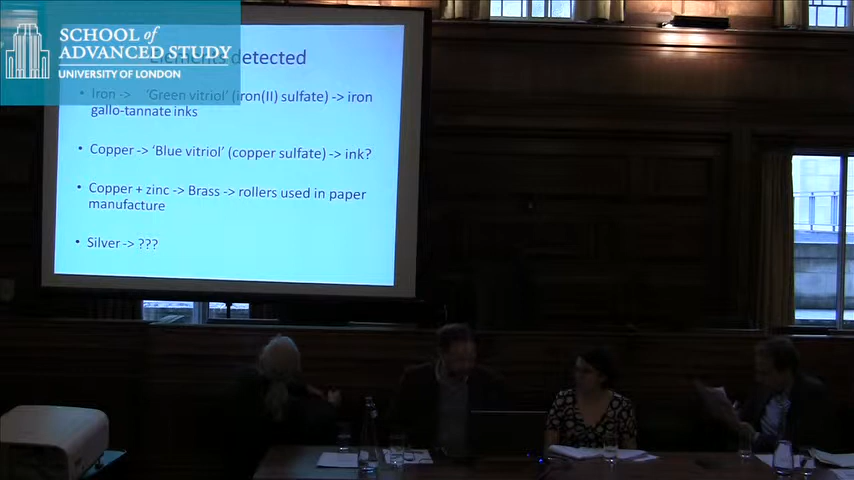 SCHOOL of
ADVANCED STUDY
UNIVERSITY OF LONDON
Elements detected
• Iron -> 'Green vitriol' (iron(II) sulfate) -> iron
gallo-tannate inks
• Copper -> 'Blue vitriol' (copper sulfate) -> ink?
• Copper + zinc -> Brass -> rollers used in paper
manufacture
• Silver -> ???